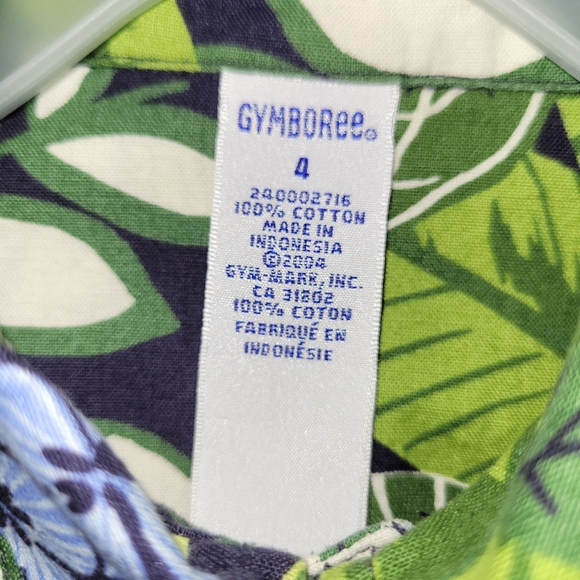 GYMBOREE®
4
240002716
100% COTTON
MADE IN
INDONESIA
©2004
GYM-MARK, INC.
CA 31802
100% COTON
FABRIQUÉ EN
INDONÉSIE